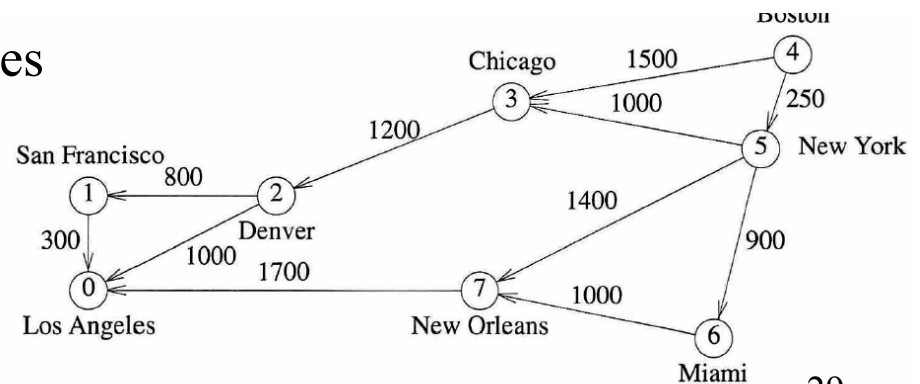 es
Boston
Chicago
1500
4
3
1000
250
1200
San Francisco
5
New York
800
1
2
1400
Denver
300
1000
900
1700
0
7
1000
Los Angeles
New Orleans
6
Miami
20